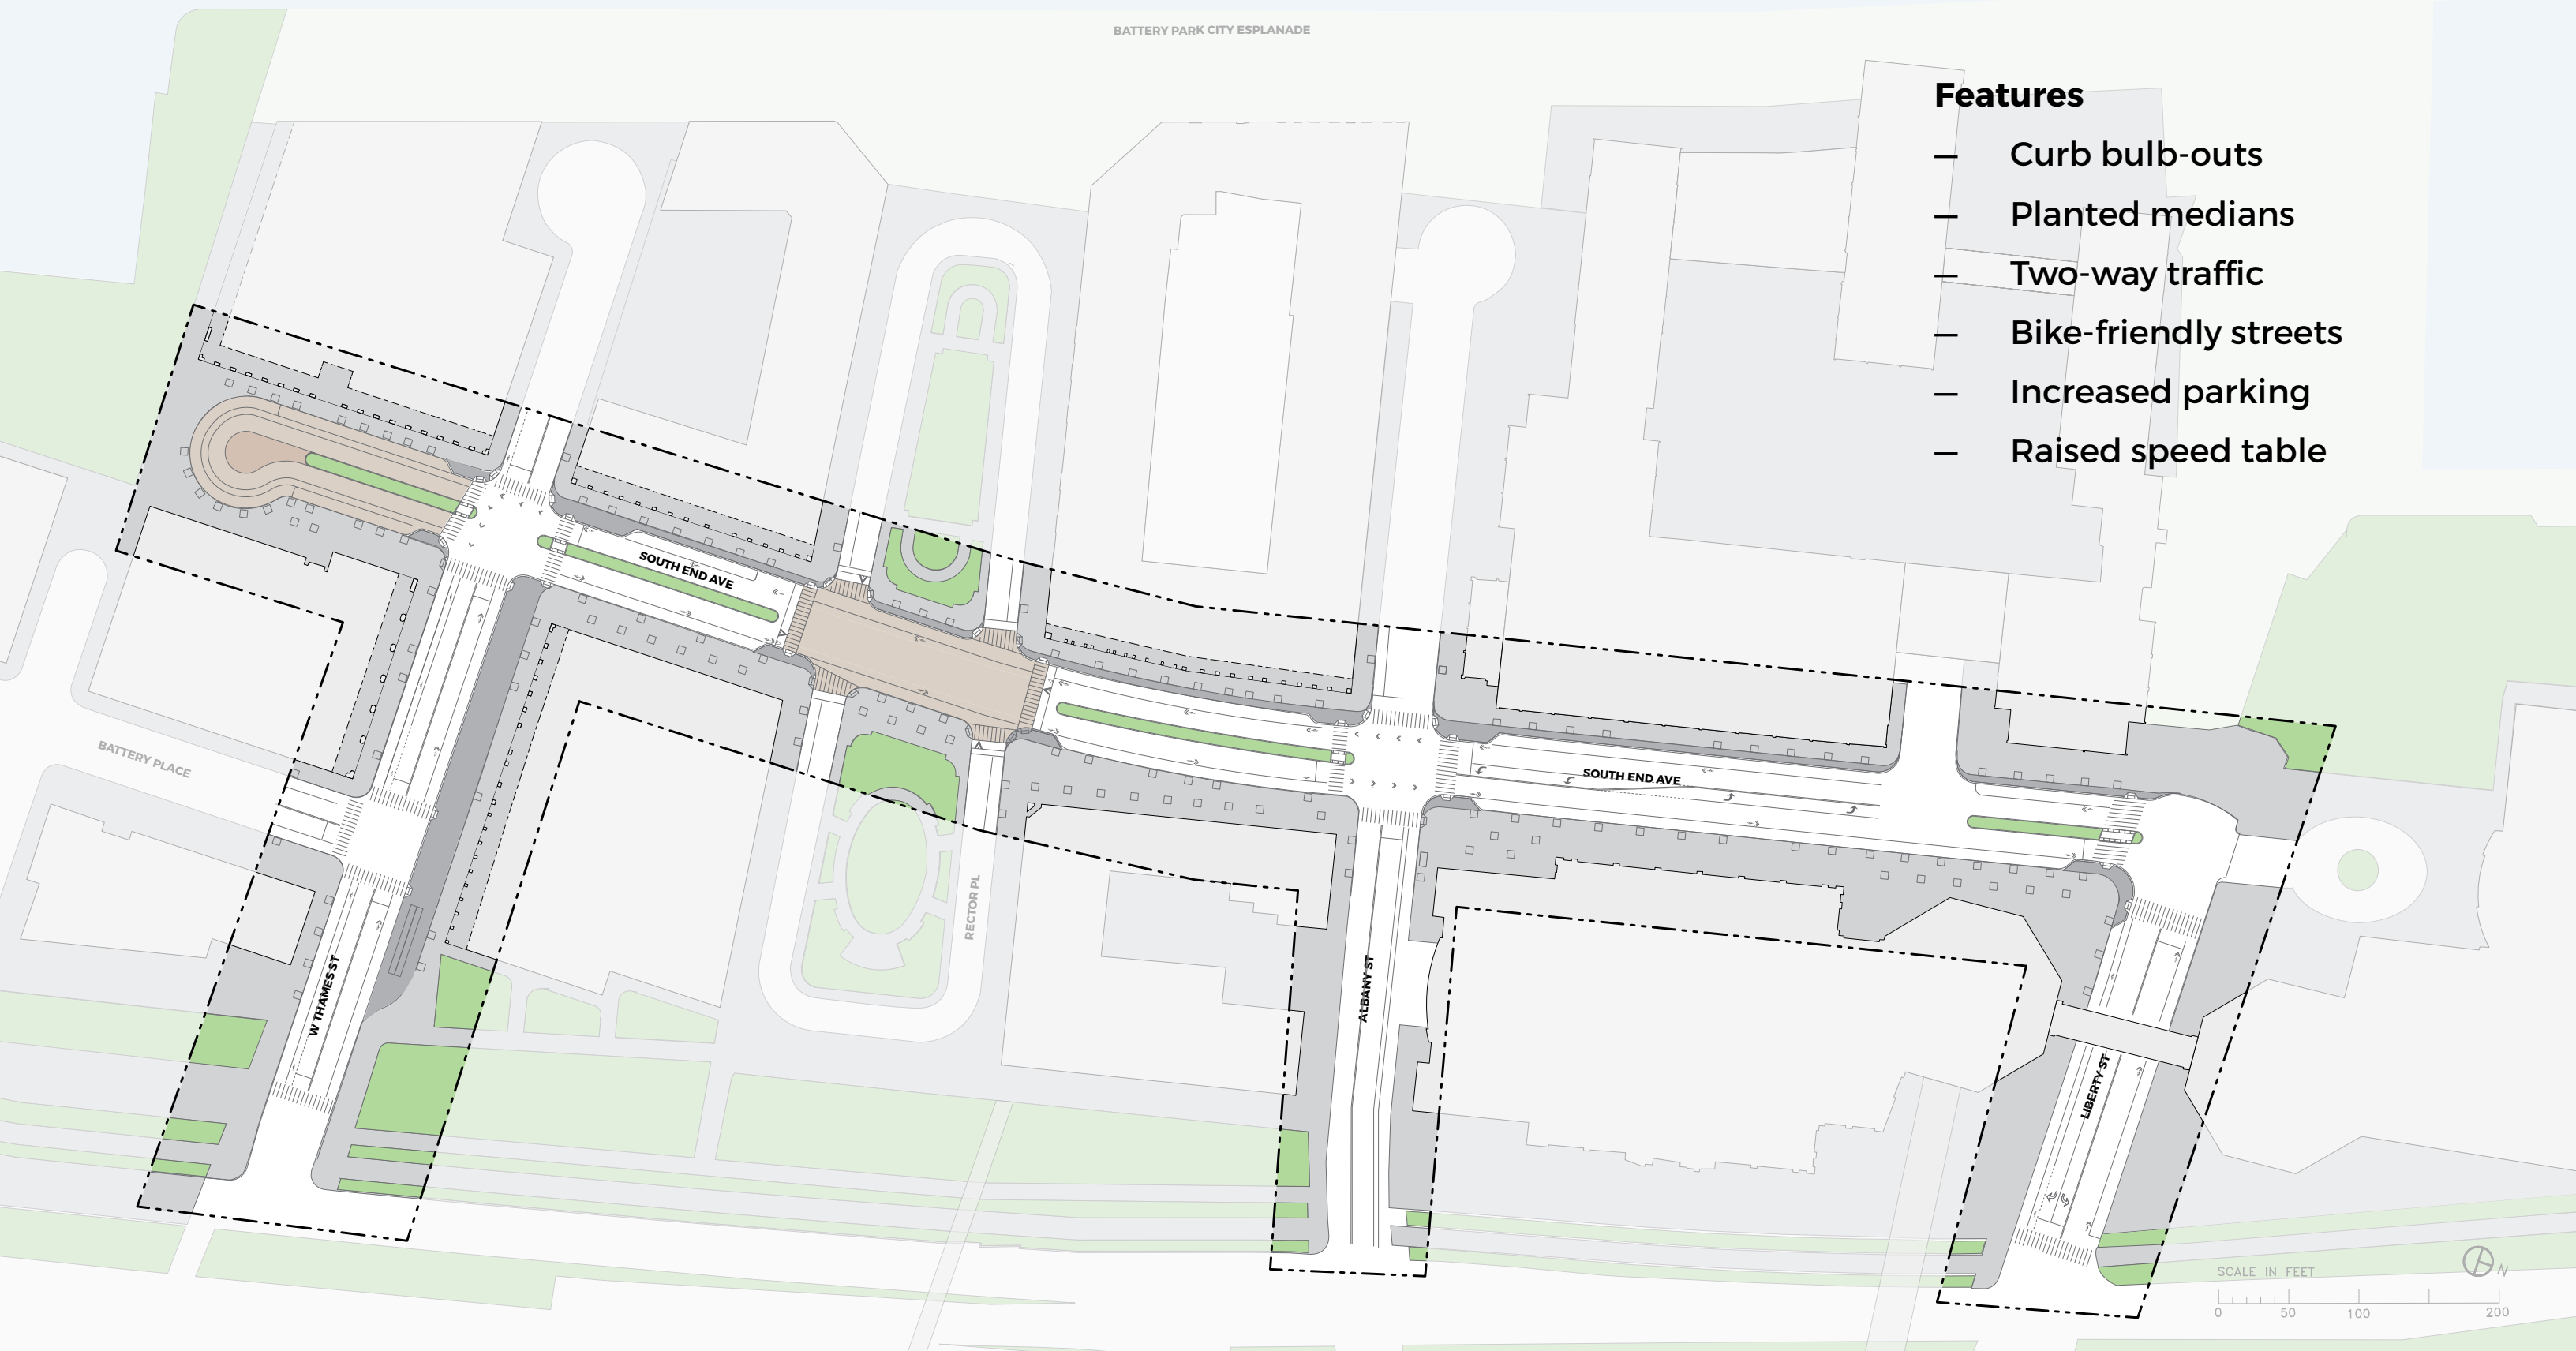 BATTERY PARK CITY ESPLANADE
Features
— Curb bulb-outs
— Planted medians
— Two-way traffic
— Bike-friendly streets
— Increased parking
— Raised speed table
SOUTH END AVE
SOUTH END AVE
BATTERY PLACE
RECTOR PL
W THAMES ST
ALBANY ST
LIBERTY ST
SCALE IN FEET
N
0 50 100 200